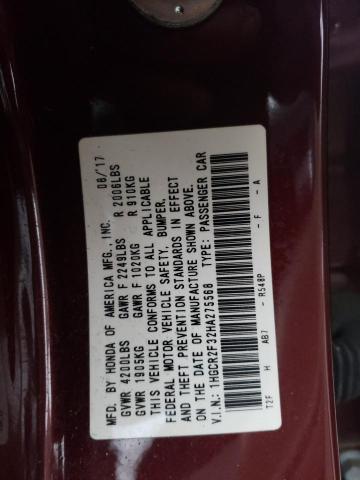 MFD. BY HONDA OF AMERICA MFG., INC. 08/'17
GVWR 4200LBS GAWR F 2249LBS R 2006LBS
GVWR 1905KG GAWR F 1020KG R 910KG
THIS VEHICLE CONFORMS TO ALL APPLICABLE
FEDERAL MOTOR VEHICLE SAFETY, BUMPER,
AND THEFT PREVENTION STANDARDS IN EFFECT
ON THE DATE OF MANUFACTURE SHOWN ABOVE.
V.I.N.: 1HGCR2F32HA275568 TYPE: PASSENGER CAR
T2F H AB7 - R548P - F - A